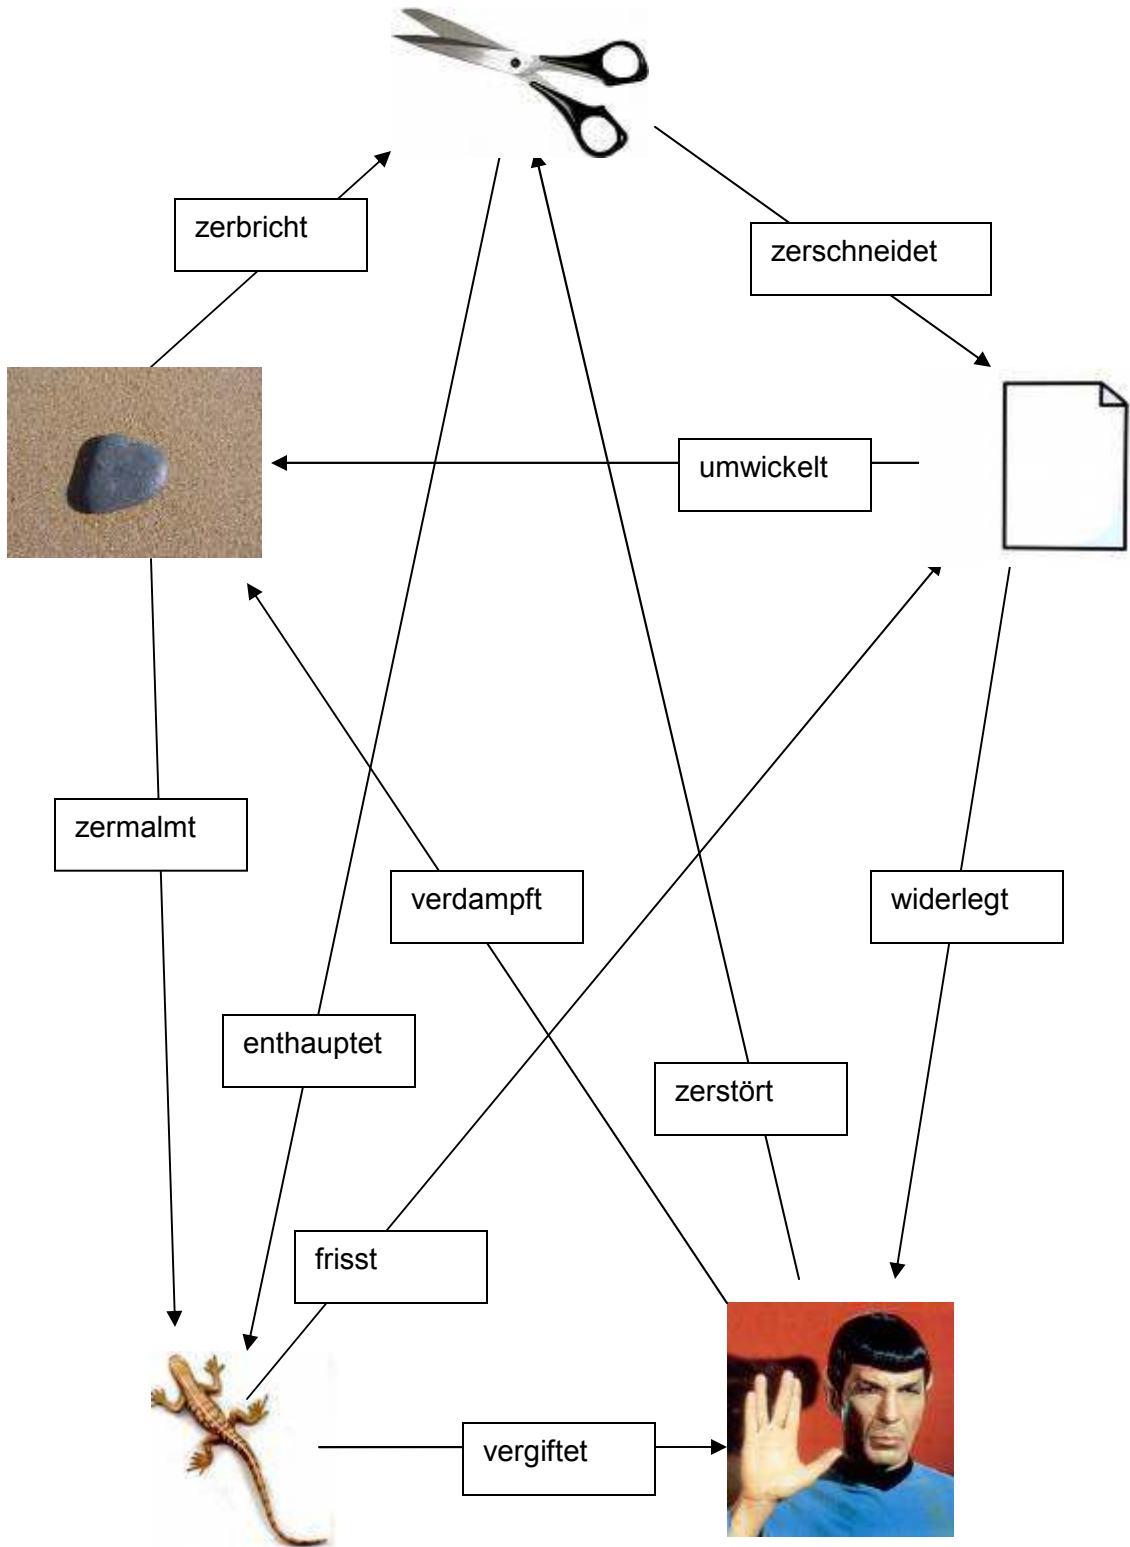 zerbricht
zerschneidet
umwickelt
zermalmt
verdampft
widerlegt
enthauptet
zerstört
frisst
vergiftet